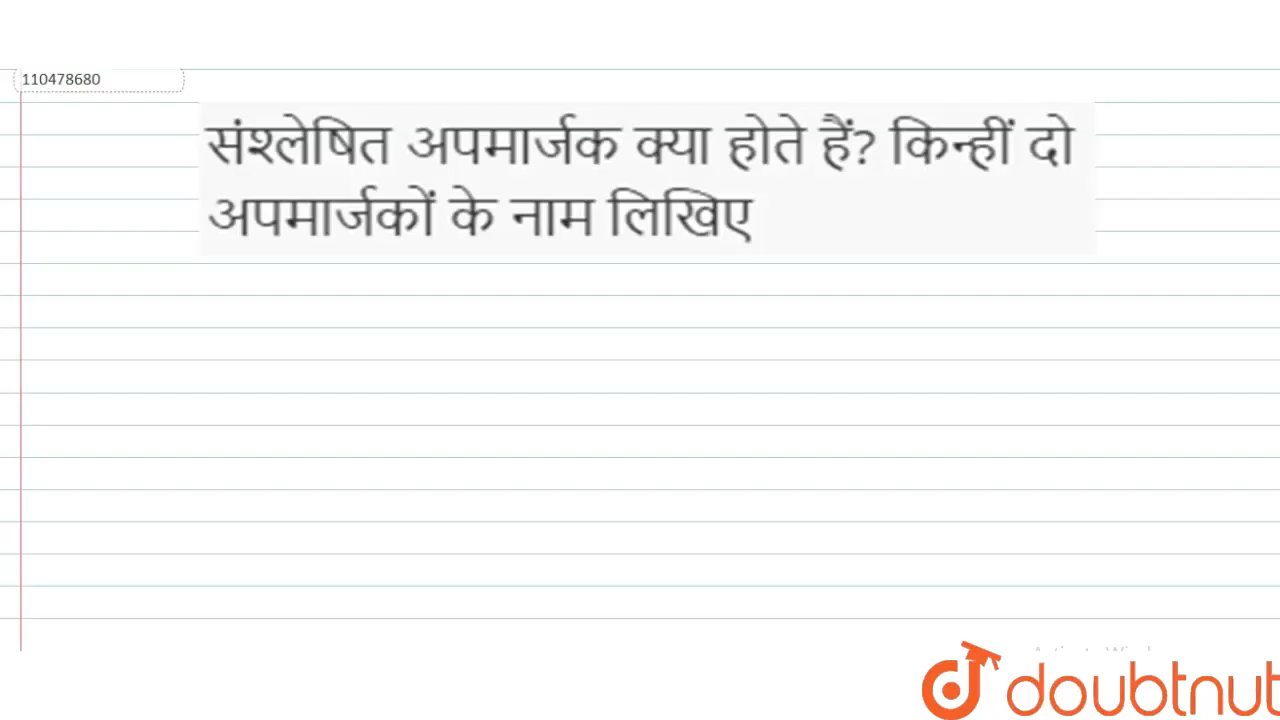 110478680
संश्लेषित अपमार्जक क्या होते हैं? किन्हीं दो
अपमार्जकों के नाम लिखिए
doubtnut